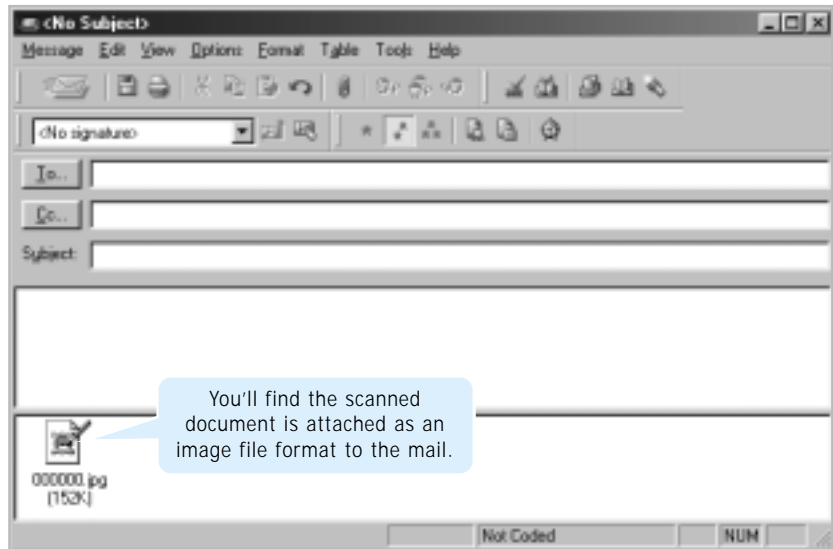 <No Subject>
Message Edit View Options Format Table Tools Help
<No signature>
To...
Cc...
Subject:
You'll find the scanned
document is attached as an
image file format to the mail.
000000.jpg
(152K)
Not Coded NUM